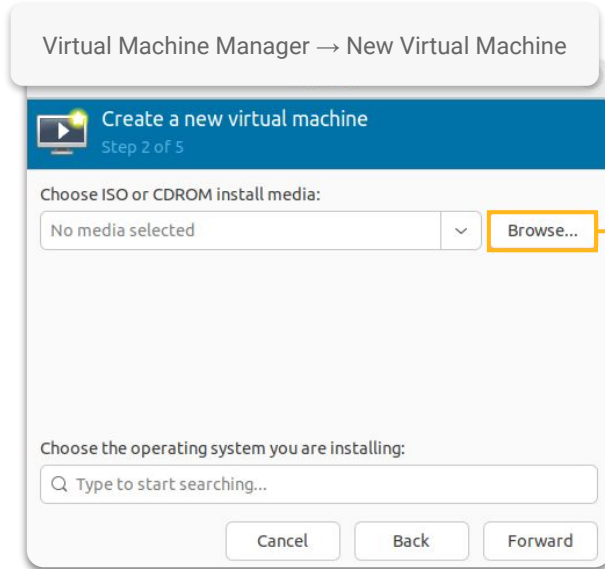 Virtual Machine Manager → New Virtual Machine
Create a new virtual machine
Step 2 of 5
Choose ISO or CDROM install media:
No media selected
Browse...
Choose the operating system you are installing:
Type to start searching...
Cancel Back Forward